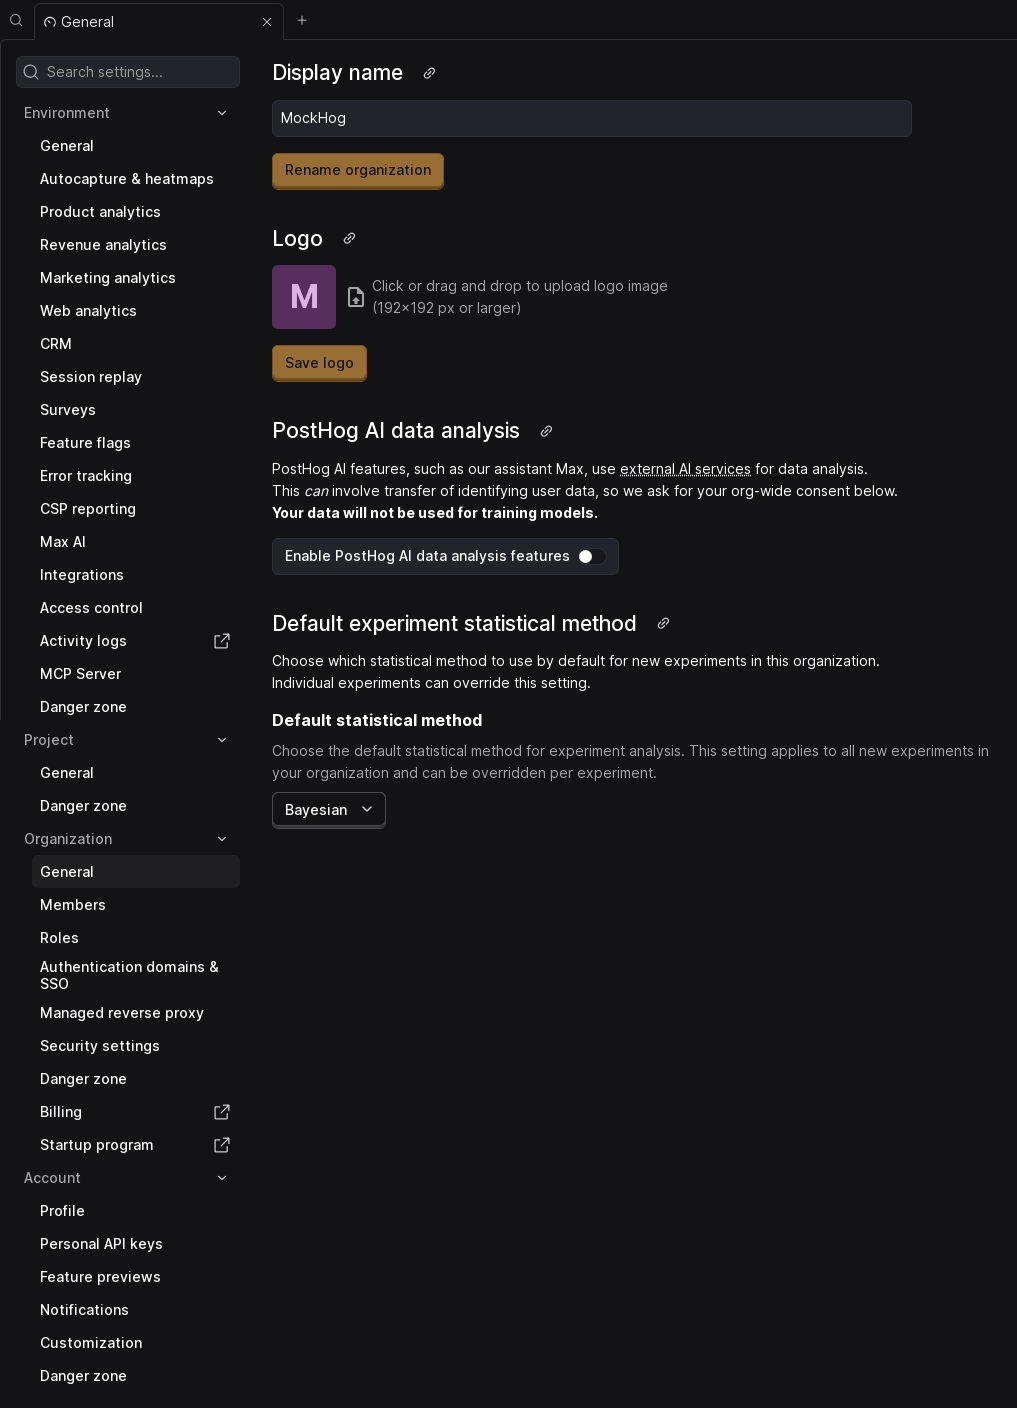 General
Search settings...
Environment
General
Autocapture & heatmaps
Product analytics
Revenue analytics
Marketing analytics
Web analytics
CRM
Session replay
Surveys
Feature flags
Error tracking
CSP reporting
Max AI
Integrations
Access control
Activity logs
MCP Server
Danger zone
Project
General
Danger zone
Organization
General
Members
Roles
Authentication domains &
SSO
Managed reverse proxy
Security settings
Danger zone
Billing
Startup program
Account
Profile
Personal API keys
Feature previews
Notifications
Customization
Danger zone
Display name
MockHog
Rename organization
Logo
M
Click or drag and drop to upload logo image
(192×192 px or larger)
Save logo
PostHog AI data analysis
PostHog AI features, such as our assistant Max, use external AI services for data analysis.
This can involve transfer of identifying user data, so we ask for your org-wide consent below.
Your data will not be used for training models.
Enable PostHog AI data analysis features
Default experiment statistical method
Choose which statistical method to use by default for new experiments in this organization.
Individual experiments can override this setting.
Default statistical method
Choose the default statistical method for experiment analysis. This setting applies to all new experiments in
your organization and can be overridden per experiment.
Bayesian